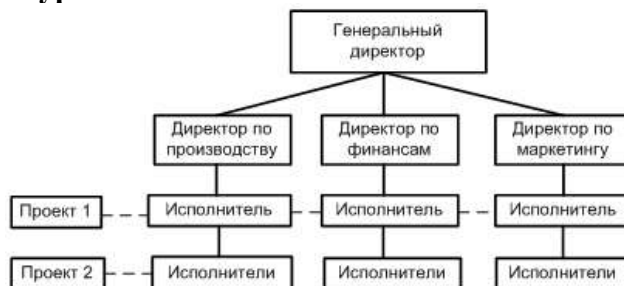 Генеральный
директор
Директор по
производству
Директор по
финансам
Директор по
маркетингу
Проект 1
Исполнитель
Исполнитель
Исполнитель
Проект 2
Исполнители
Исполнители
Исполнители